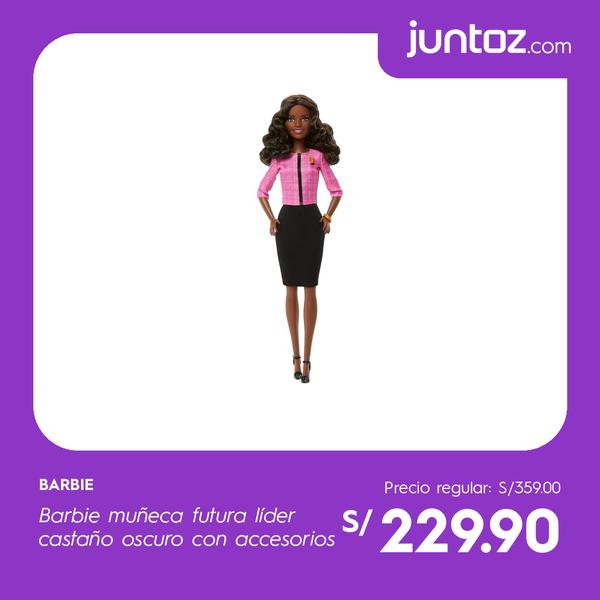 juntoz.com
BARBIE
Barbie muñeca futura líder
castaño oscuro con accesorios
Precio regular: S/359.00
S/229.90